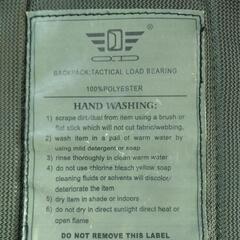 BACKPACK:TACTICAL LOAD BEARING
100%POLYESTER
HAND WASHING:
1) scrape dirt/dust from item using a brush or
flat stick which will not cut fabric/webbing.
2) wash item in a pail of warm water by
using mild detergent or soap
3) rinse thoroughly in clean warm water
4) do not use chlorine bleach yellow soap
cleaning fluids or solvents will discolor/
deteriorate the item
5) dry item in shade or indoors
6) do not dry in direct sunlight direct heat or
open flame
DO NOT REMOVE THIS LABEL